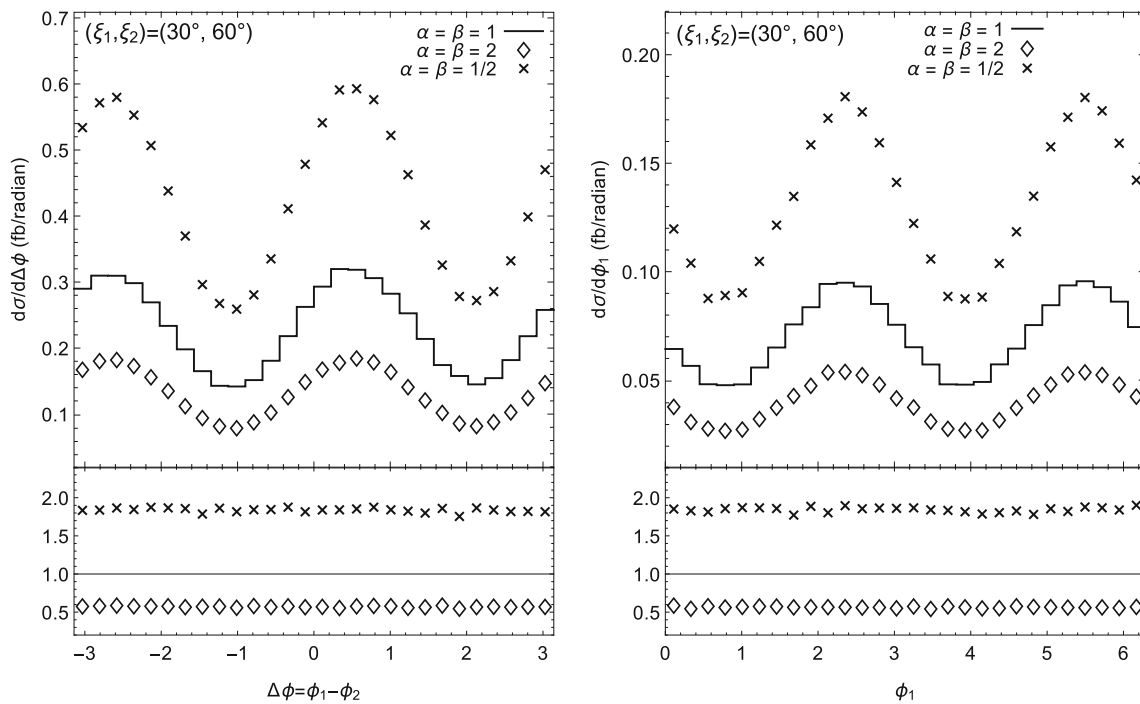 (ξ₁,ξ₂)=(30°, 60°)
α = β = 1
α = β = 2
α = β = 1/2
0.7
0.6
0.5
0.4
0.3
0.2
0.1
dσ/dΔϕ (fb/radian)
2.0
1.5
1.0
0.5
−3 −2 −1 0 1 2 3
Δϕ=ϕ₁−ϕ₂
(ξ₁,ξ₂)=(30°, 60°)
α = β = 1
α = β = 2
α = β = 1/2
0.20
0.15
0.10
0.05
dσ/dϕ₁ (fb/radian)
2.0
1.5
1.0
0.5
0 1 2 3 4 5 6
ϕ₁